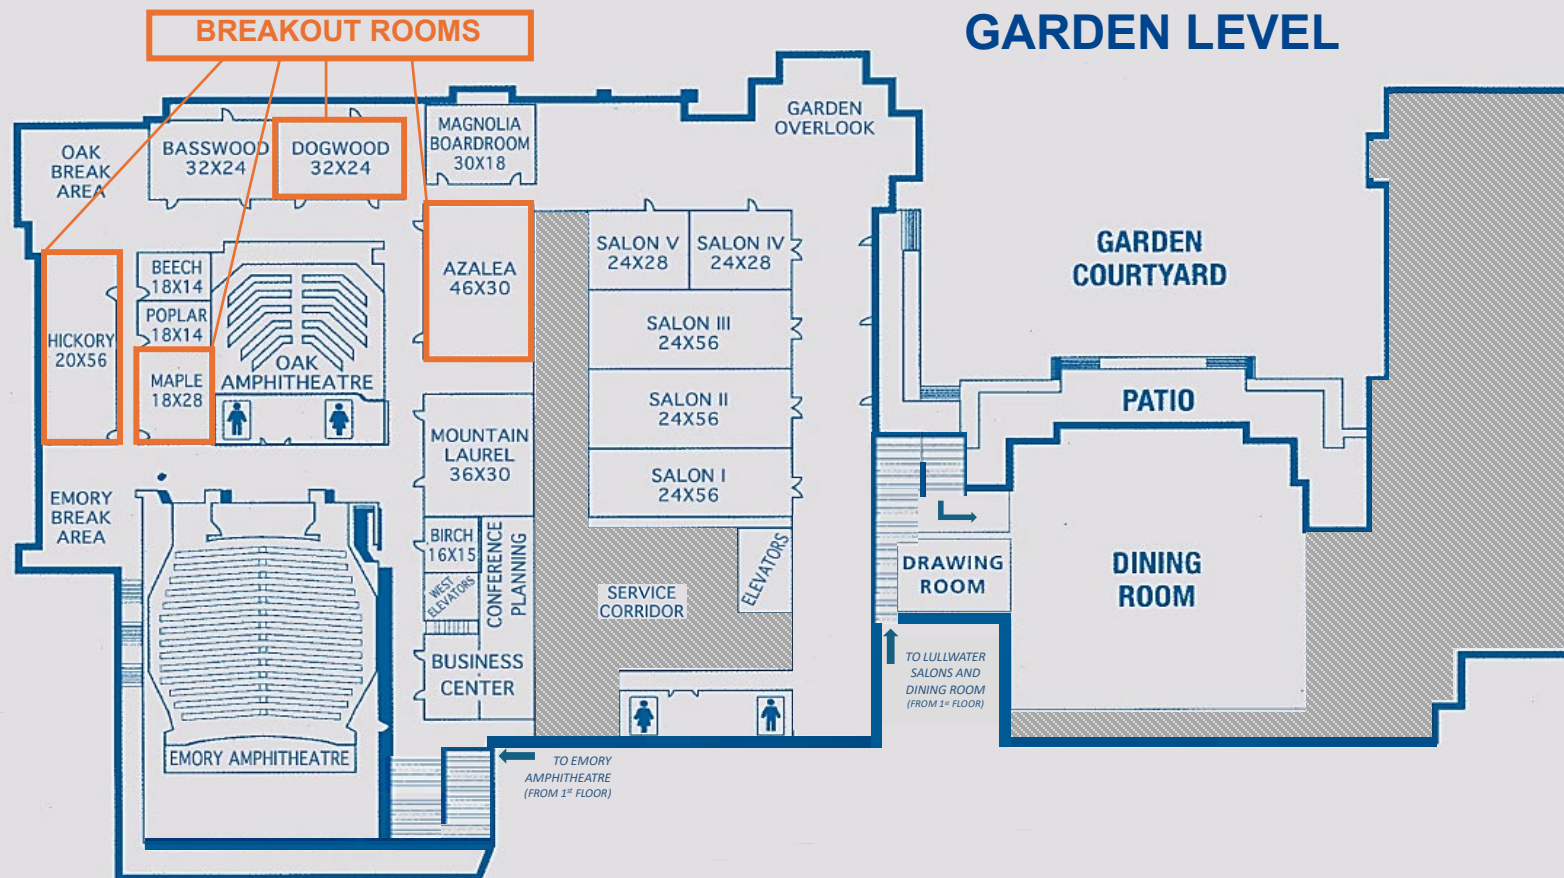 BREAKOUT ROOMS
GARDEN LEVEL
OAK
BREAK
AREA
BASSWOOD
32X24
DOGWOOD
32X24
MAGNOLIA
BOARDROOM
30X18
GARDEN
OVERLOOK
HICKORY
20X56
BEECH
18X14
POPLAR
18X14
MAPLE
18X28
OAK
AMPHITHEATRE
AZALEA
46X30
SALON V
24X28
SALON IV
24X28
SALON III
24X56
SALON II
24X56
SALON I
24X56
GARDEN
COURTYARD
PATIO
MOUNTAIN
LAUREL
36X30
EMORY
BREAK
AREA
BIRCH
16X15
WEST
ELEVATORS
CONFERENCE
PLANNING
BUSINESS
CENTER
SERVICE
CORRIDOR
ELEVATORS
DRAWING
ROOM
DINING
ROOM
TO LULLWATER
SALONS AND
DINING ROOM
(FROM 1st FLOOR)
EMORY AMPHITHEATRE
TO EMORY
AMPHITHEATRE
(FROM 1st FLOOR)